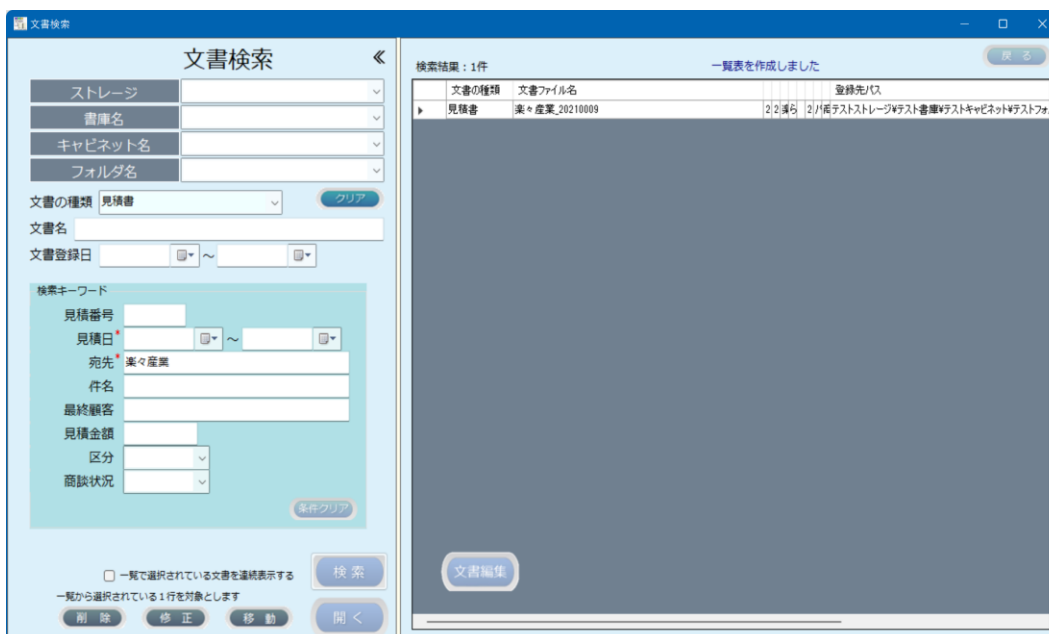 文書検索
文書検索
≪
ストレージ
書庫名
キャビネット名
フォルダ名
文書の種類 見積書 クリア
文書名
文書登録日 ～
検索キーワード
見積番号
見積日* ～
宛先* 楽々産業
件名
最終顧客
見積金額
区分
商談状況
条件クリア
一覧で選択されている文書を連続表示する
検 索
一覧から選択されている1行を対象とします
削 除 修 正 移 動
開 く
検索結果：1件 一覧表を作成しました 戻 る
文書の種類 文書ファイル名 登録先パス
見積書 楽々産業_20210009 テストストレージ¥テスト書庫¥テストキャビネット¥テストフォ
文書編集